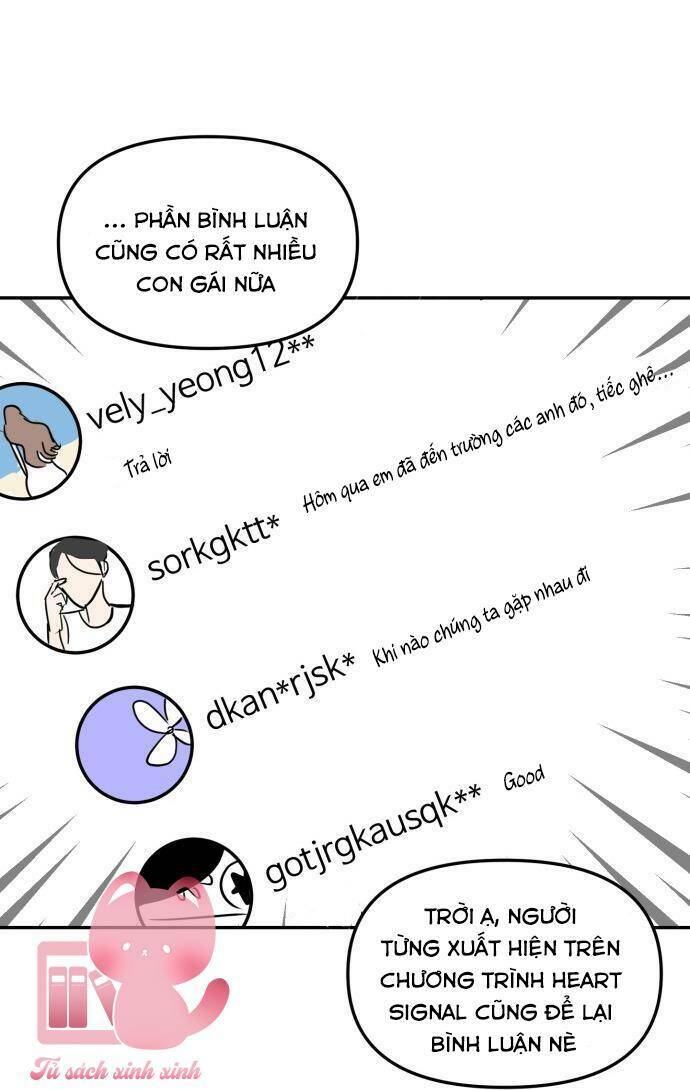 ... PHẦN BÌNH LUẬN
CŨNG CÓ RẤT NHIỀU
CON GÁI NỮA
vely_yeong12**
Trả lời
Hôm qua em đã đến trường các anh đó, tiếc ghê...
sorkgktt*
Khi nào chúng ta gặp nhau đi
dkan*rjsk*
Good
gotjrgkausqk**
TRỜI Ạ, NGƯỜI
TỪNG XUẤT HIỆN TRÊN
CHƯƠNG TRÌNH HEART
SIGNAL CŨNG ĐỂ LẠI
BÌNH LUẬN NÈ
Tủ sách xinh xinh